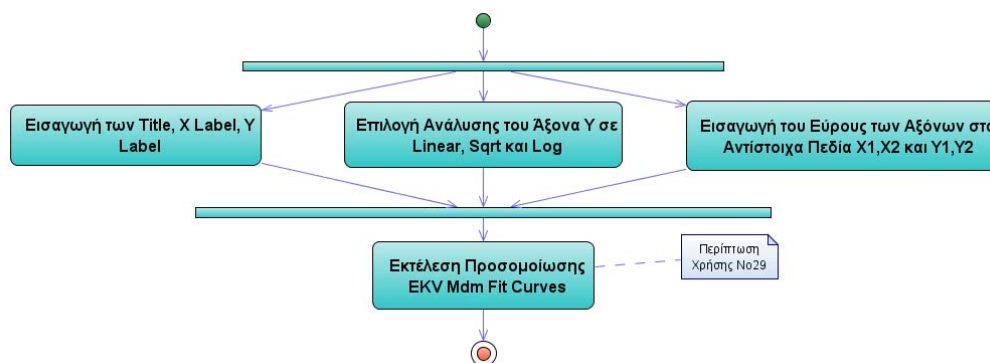 Εισαγωγή των Title, X Label, Y
Label
Επιλογή Ανάλυσης του Άξονα Υ σε
Linear, Sqrt και Log
Εισαγωγή του Εύρους των Αξόνων στα
Αντίστοιχα Πεδία X1,X2 και Y1,Y2
Εκτέλεση Προσομοίωσης
EKV Mdm Fit Curves
Περίπτωση
Χρήσης Νο29